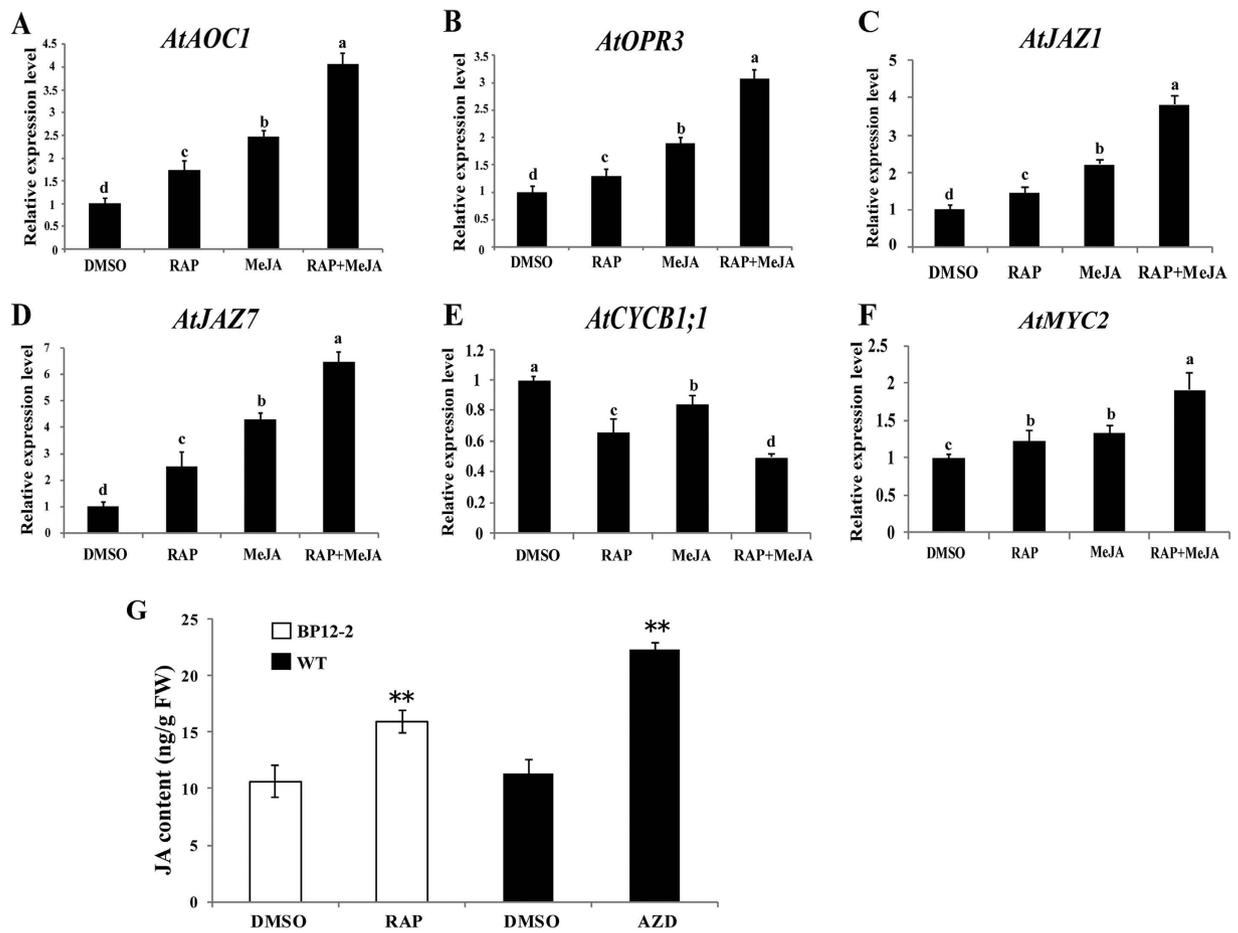 A
AtAOC1
Relative expression level
4.5
4
3.5
3
2.5
2
1.5
1
0.5
0
d
c
b
a
DMSO RAP MeJA RAP+MeJA
B
AtOPR3
Relative expression level
3.5
3
2.5
2
1.5
1
0.5
0
d
c
b
a
DMSO RAP MeJA RAP+MeJA
C
AtJAZ1
Relative expression level
5
4
3
2
1
0
d
c
b
a
DMSO RAP MeJA RAP+MeJA
D
AtJAZ7
Relative expression level
7
6
5
4
3
2
1
0
d
c
b
a
DMSO RAP MeJA RAP+MeJA
E
AtCYCB1;1
Relative expression level
1.2
1
0.8
0.6
0.4
0.2
0
a
c
b
d
DMSO RAP MeJA RAP+MeJA
F
AtMYC2
Relative expression level
2.5
2
1.5
1
0.5
0
c
b
b
a
DMSO RAP MeJA RAP+MeJA
G
JA content (ng/g FW)
25
20
15
10
5
0
BP12-2
WT
**
**
DMSO RAP DMSO AZD